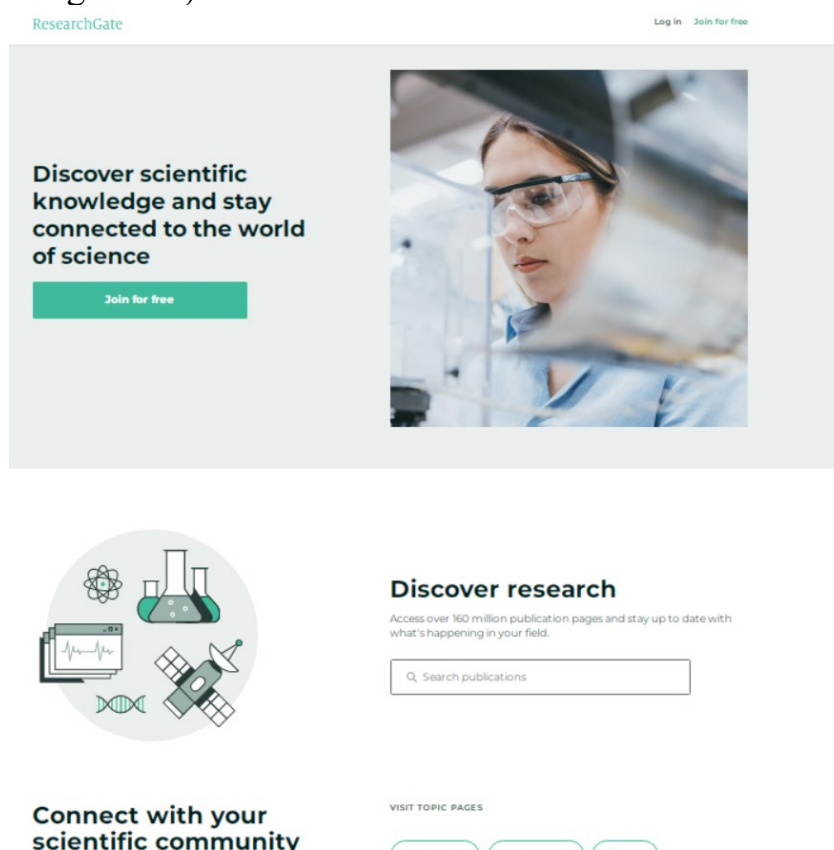 ResearchGate
Log in Join for free
Discover scientific
knowledge and stay
connected to the world
of science
Join for free
Discover research
Access over 160 million publication pages and stay up to date with
what's happening in your field.
Search publications
Connect with your
scientific community
VISIT TOPIC PAGES